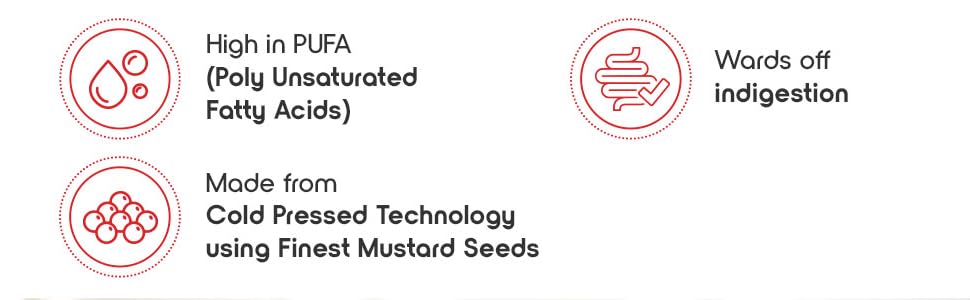 High in PUFA
(Poly Unsaturated
Fatty Acids)
Wards off
indigestion
Made from
Cold Pressed Technology
using Finest Mustard Seeds